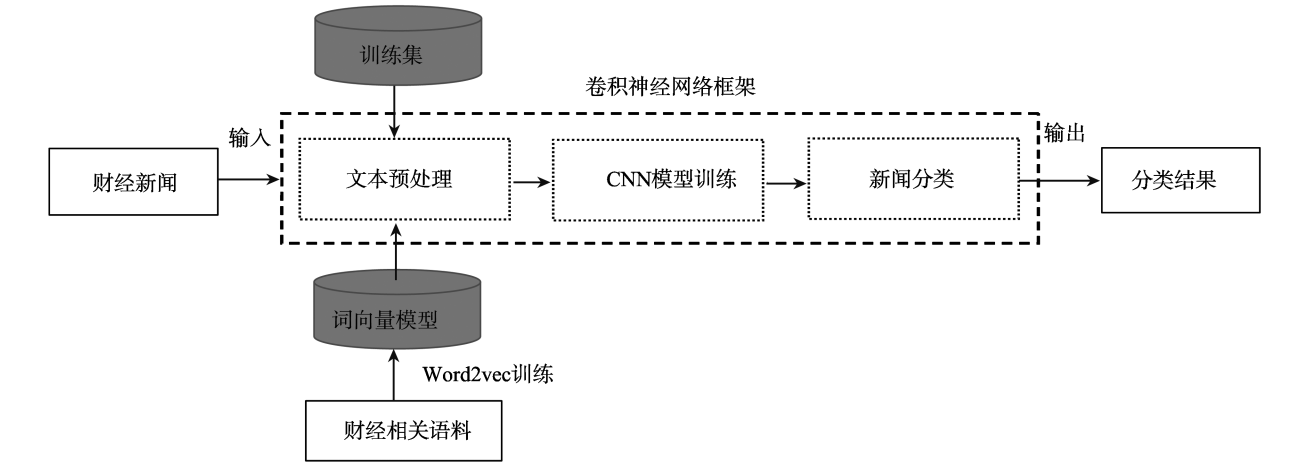 训练集
卷积神经网络框架
输入
输出
财经新闻
文本预处理
CNN模型训练
新闻分类
分类结果
词向量模型
Word2vec训练
财经相关语料